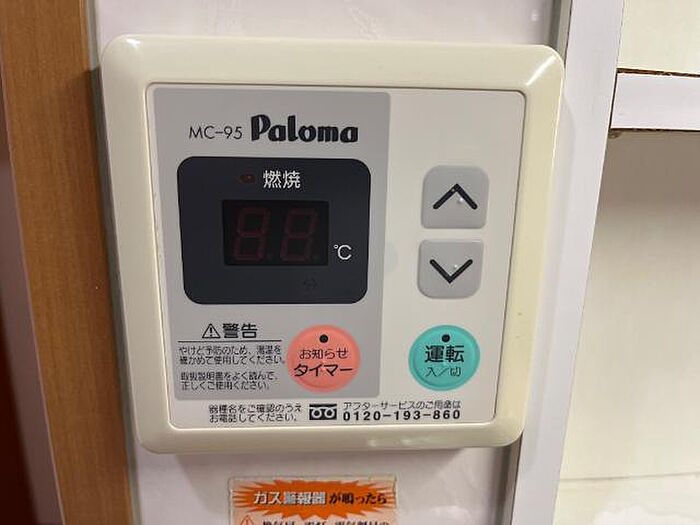 MC-95 Paloma
燃焼
8.8.
℃
警告
やけど予防のため、湯温を
確かめて使用してください。
取扱説明書をよく読んで、
正しくご使用ください。
お知らせ
タイマー
運転
入/切
器種名をご確認のうえ
お電話してください。
アフターサービスのご用命は
0120-193-860
ガス警報器が鳴ったら